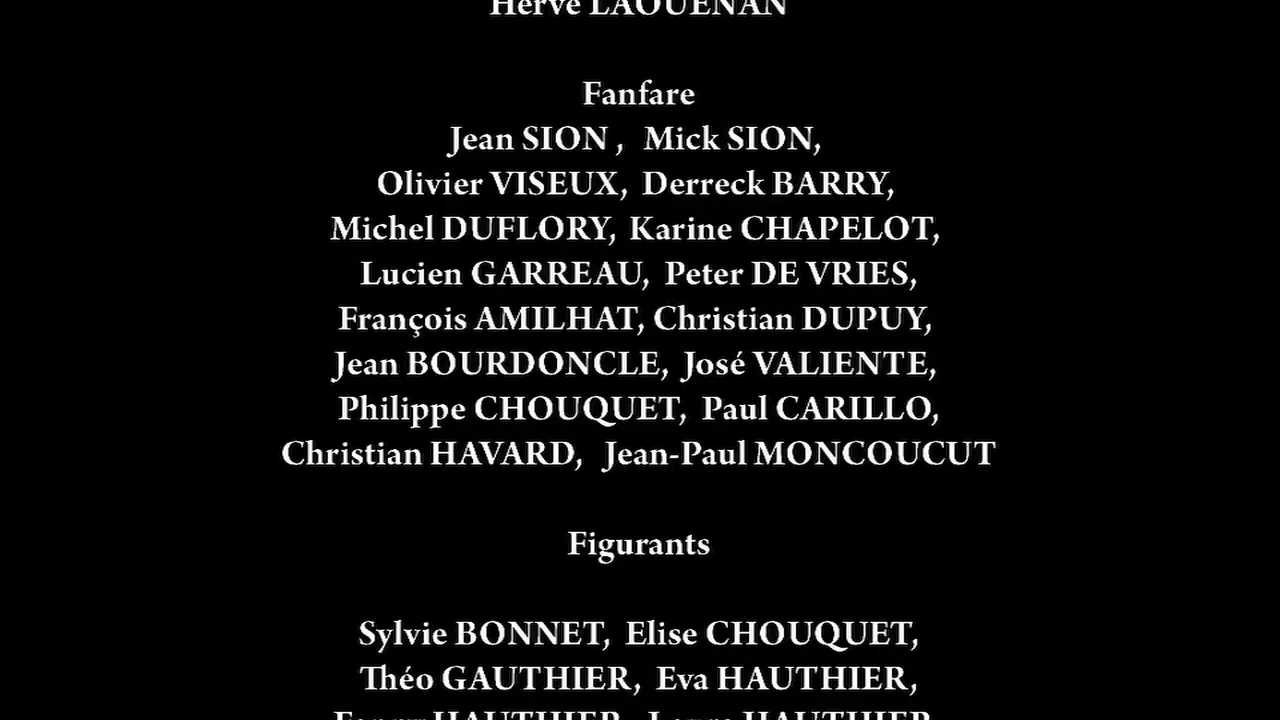 Hervé LAOUENAN
Fanfare
Jean SION , Mick SION,
Olivier VISEUX, Derreck BARRY,
Michel DUFLORY, Karine CHAPELOT,
Lucien GARREAU, Peter DE VRIES,
François AMILHAT, Christian DUPUY,
Jean BOURDONCLE, José VALIENTE,
Philippe CHOUQUET, Paul CARILLO,
Christian HAVARD, Jean-Paul MONCOUCUT
Figurants
Sylvie BONNET, Elise CHOUQUET,
Théo GAUTHIER, Eva HAUTHIER,
HAUTHIER, HAUTHIER